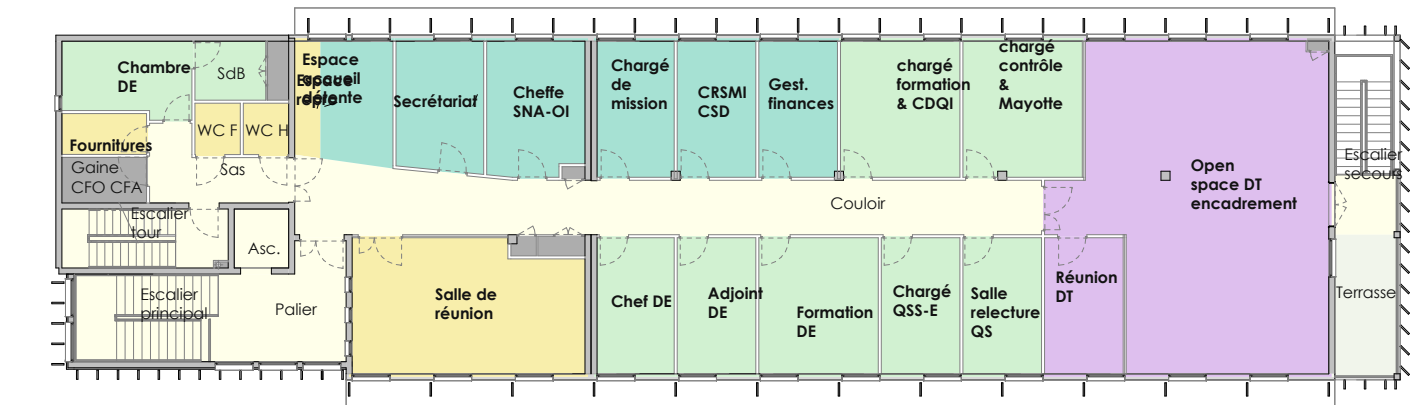 Chambre
DE
SdB
WC F
WC H
Fournitures
Gaine
CFO CFA
Sas
Escalier
tour
Asc.
Escalier
principal
Palier
Espace
accueil
détente
Espace
repro
Secrétariat
Cheffe
SNA-OI
Chargé
de
mission
CRSMI
CSD
Gest.
finances
chargé
formation
& CDQI
chargé
contrôle
&
Mayotte
Open
space DT
encadrement
Escalier
secours
Couloir
Salle de
réunion
Chef DE
Adjoint
DE
Formation
DE
Chargé
QSS-E
Salle
relecture
QS
Réunion
DT
Terrasse